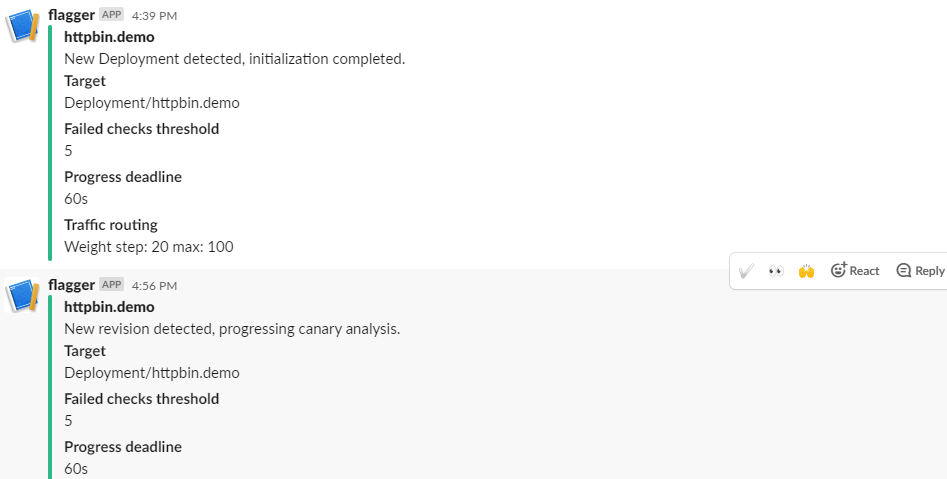 flagger APP 4:39 PM
httpbin.demo
New Deployment detected, initialization completed.
Target
Deployment/httpbin.demo
Failed checks threshold
5
Progress deadline
60s
Traffic routing
Weight step: 20 max: 100
React Reply
flagger APP 4:56 PM
httpbin.demo
New revision detected, progressing canary analysis.
Target
Deployment/httpbin.demo
Failed checks threshold
5
Progress deadline
60s